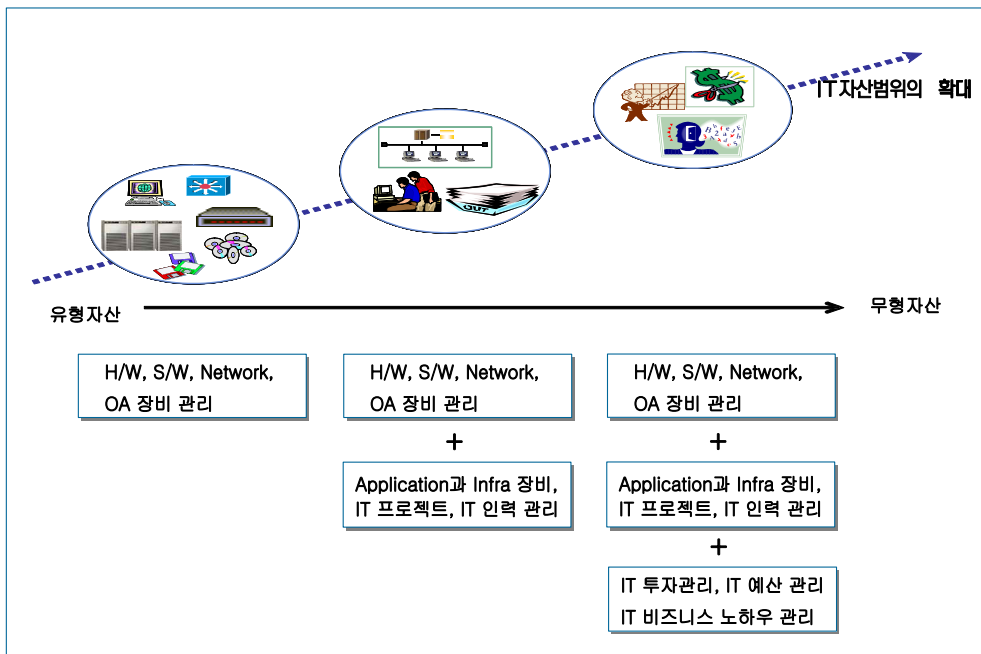 IT자산범위의 확대
OUT
유형자산
무형자산
H/W, S/W, Network,
OA 장비 관리
H/W, S/W, Network,
OA 장비 관리
+
Application과 Infra 장비,
IT 프로젝트, IT 인력 관리
H/W, S/W, Network,
OA 장비 관리
+
Application과 Infra 장비,
IT 프로젝트, IT 인력 관리
+
IT 투자관리, IT 예산 관리
IT 비즈니스 노하우 관리